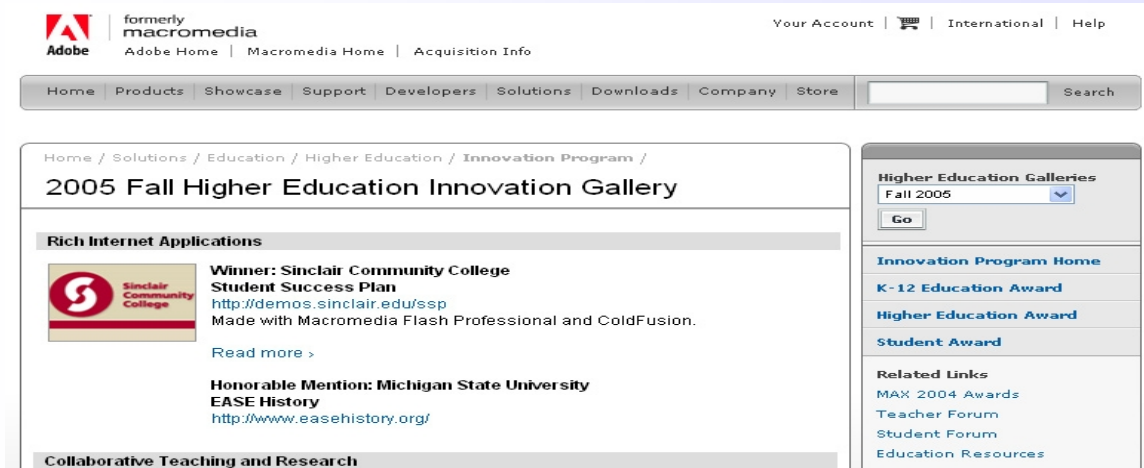 formerly
macromedia
Adobe
Your Account | | International | Help
Adobe Home | Macromedia Home | Acquisition Info
Home | Products | Showcase | Support | Developers | Solutions | Downloads | Company | Store
Search
Home / Solutions / Education / Higher Education / Innovation Program /
2005 Fall Higher Education Innovation Gallery
Rich Internet Applications
Sinclair
Community
College
Winner: Sinclair Community College
Student Success Plan
http://demos.sinclair.edu/ssp
Made with Macromedia Flash Professional and ColdFusion.
Read more ›
Honorable Mention: Michigan State University
EASE History
http://www.easehistory.org/
Collaborative Teaching and Research
Higher Education Galleries
Fall 2005
Go
Innovation Program Home
K-12 Education Award
Higher Education Award
Student Award
Related Links
MAX 2004 Awards
Teacher Forum
Student Forum
Education Resources